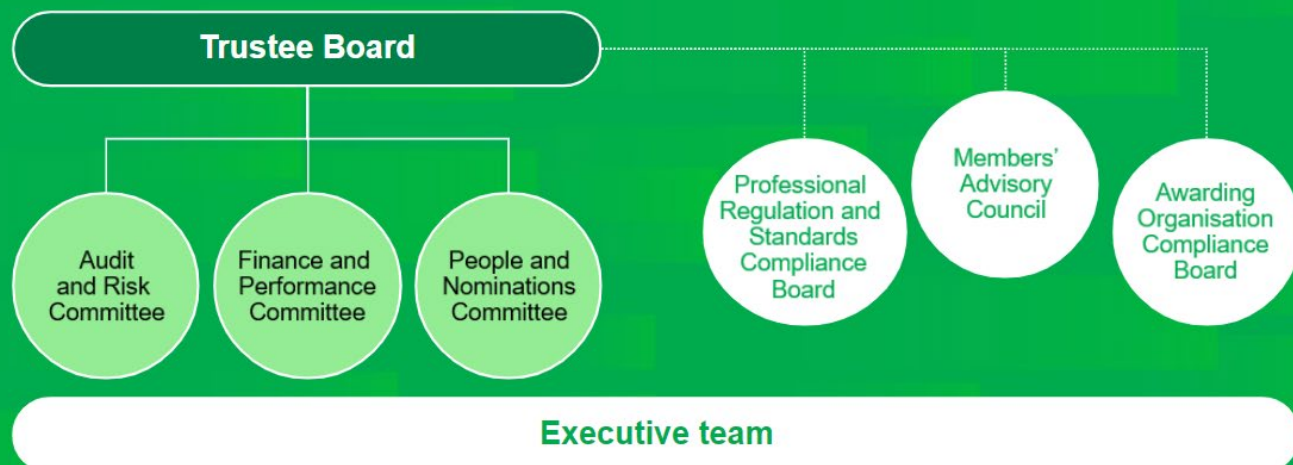 Trustee Board
Audit
and Risk
Committee
Finance and
Performance
Committee
People and
Nominations
Committee
Professional
Regulation and
Standards
Compliance
Board
Members’
Advisory
Council
Awarding
Organisation
Compliance
Board
Executive team